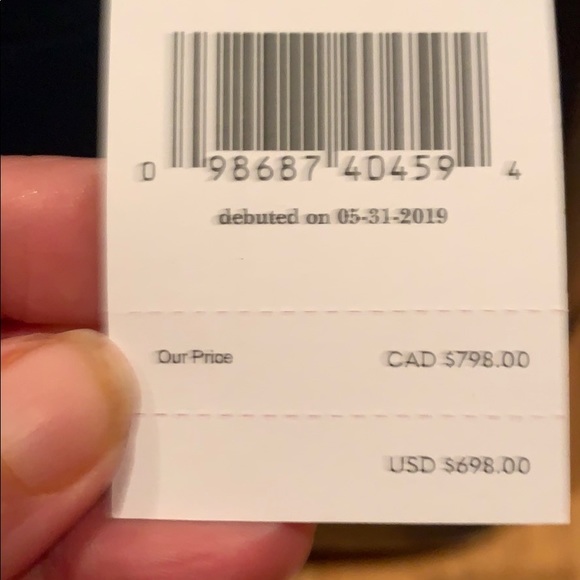 0 98687 40459 4
debuted on 05-31-2019
Our Price CAD $798.00
USD $698.00